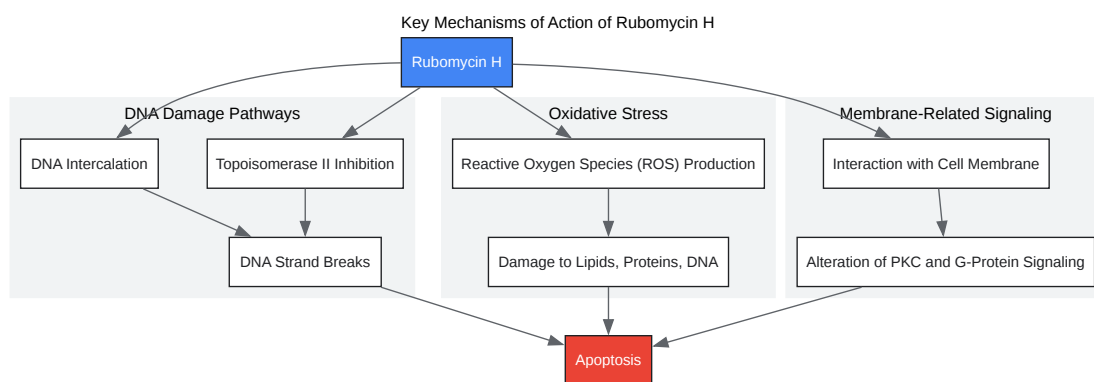 Key Mechanisms of Action of Rubomycin H
Rubomycin H
DNA Damage Pathways
Oxidative Stress
Membrane-Related Signaling
DNA Intercalation
Topoisomerase II Inhibition
Reactive Oxygen Species (ROS) Production
Interaction with Cell Membrane
DNA Strand Breaks
Damage to Lipids, Proteins, DNA
Alteration of PKC and G-Protein Signaling
Apoptosis